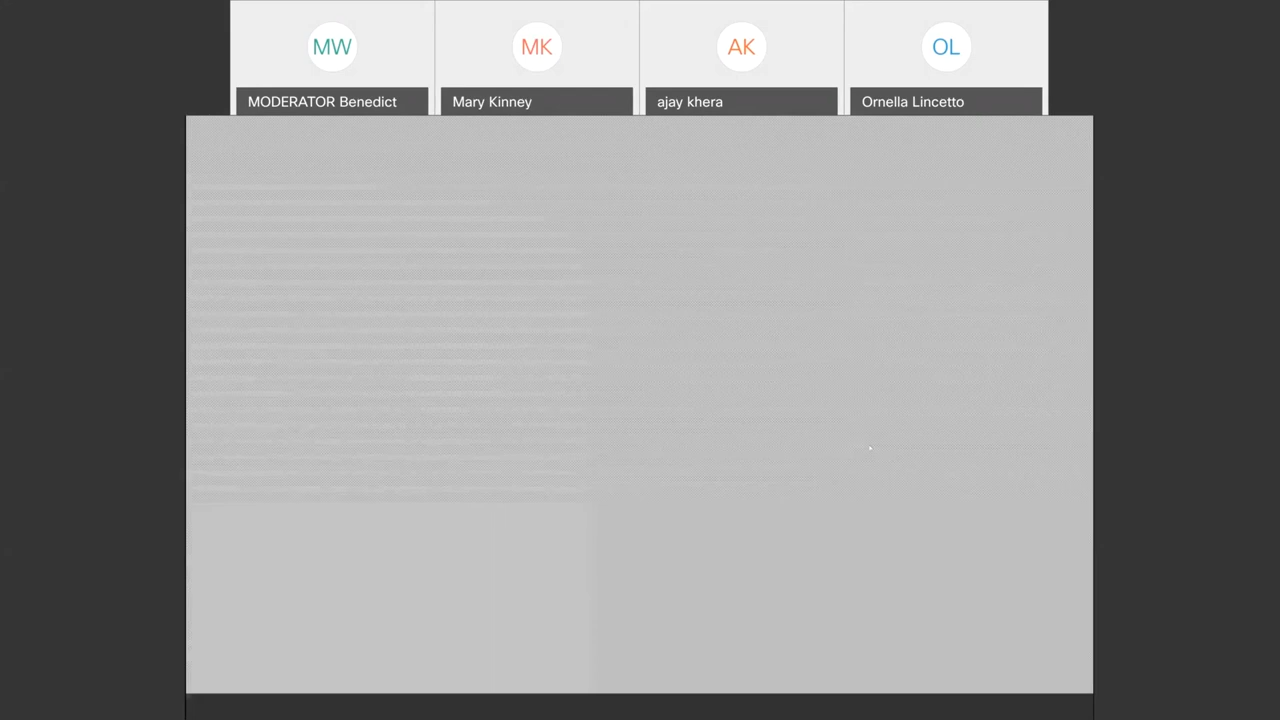 MW
MK
AK
OL
MODERATOR Benedict
Mary Kinney
ajay khera
Ornella Lincetto